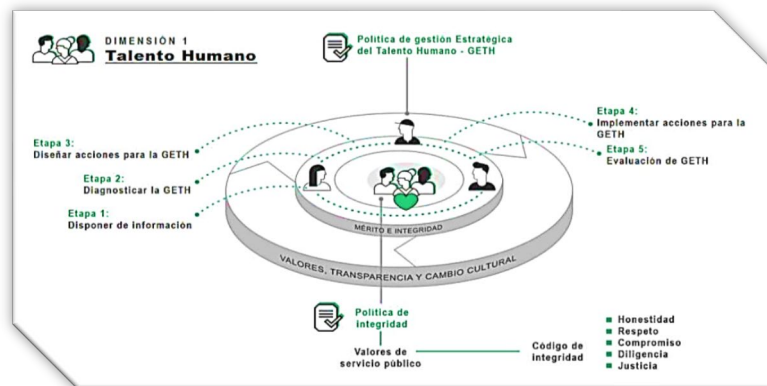 DIMENSIÓN 1
Talento Humano
Política de gestión Estratégica
del Talento Humano - GETH
Etapa 3:
Diseñar acciones para la GETH
Etapa 2:
Diagnosticar la GETH
Etapa 1:
Disponer de información
Etapa 4:
Implementar acciones para la
GETH
Etapa 5:
Evaluación de GETH
MÉRITO E INTEGRIDAD
VALORES, TRANSPARENCIA Y CAMBIO CULTURAL
Política de
integridad
Valores de
servicio público
Código de
integridad
Honestidad
Respeto
Compromiso
Diligencia
Justicia